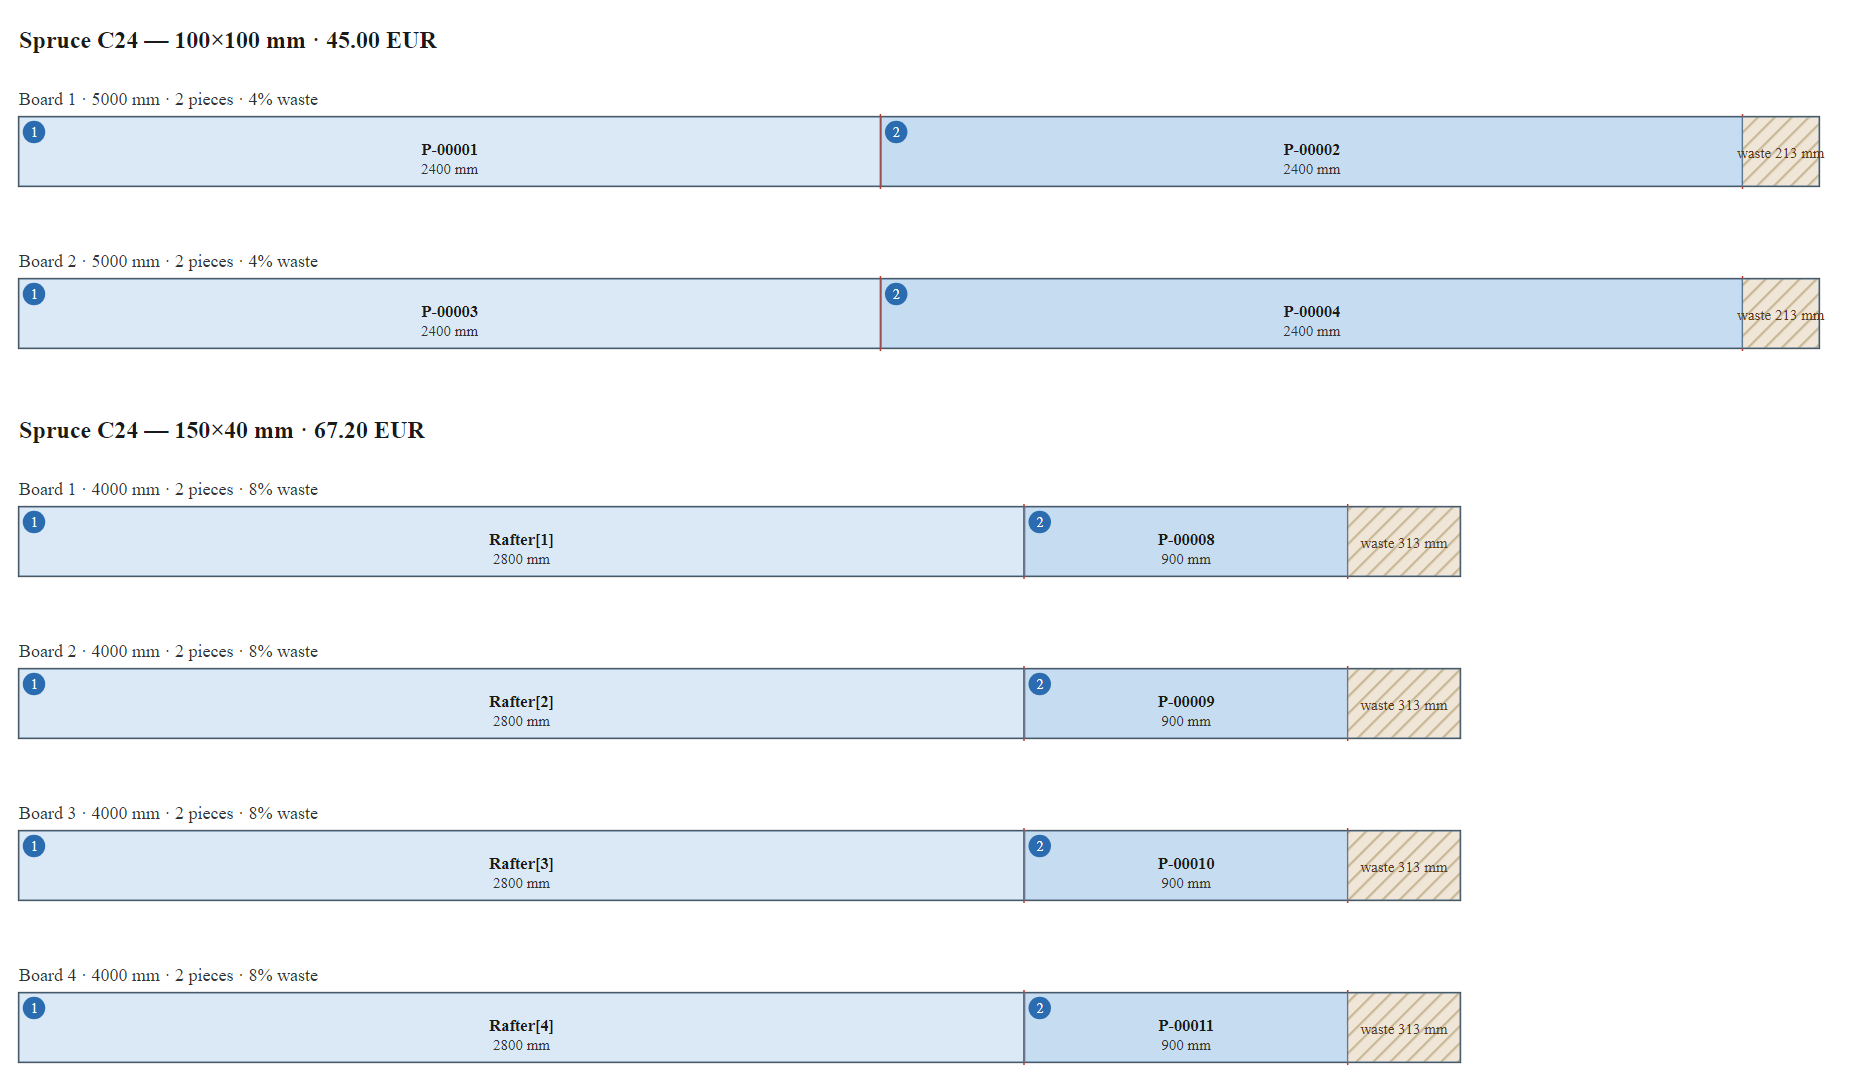 Spruce C24 — 100×100 mm · 45.00 EUR
Board 1 · 5000 mm · 2 pieces · 4% waste
1
P-00001
2400 mm
2
P-00002
2400 mm
waste 213 mm
Board 2 · 5000 mm · 2 pieces · 4% waste
1
P-00003
2400 mm
2
P-00004
2400 mm
waste 213 mm
Spruce C24 — 150×40 mm · 67.20 EUR
Board 1 · 4000 mm · 2 pieces · 8% waste
1
Rafter[1]
2800 mm
2
P-00008
900 mm
waste 313 mm
Board 2 · 4000 mm · 2 pieces · 8% waste
1
Rafter[2]
2800 mm
2
P-00009
900 mm
waste 313 mm
Board 3 · 4000 mm · 2 pieces · 8% waste
1
Rafter[3]
2800 mm
2
P-00010
900 mm
waste 313 mm
Board 4 · 4000 mm · 2 pieces · 8% waste
1
Rafter[4]
2800 mm
2
P-00011
900 mm
waste 313 mm